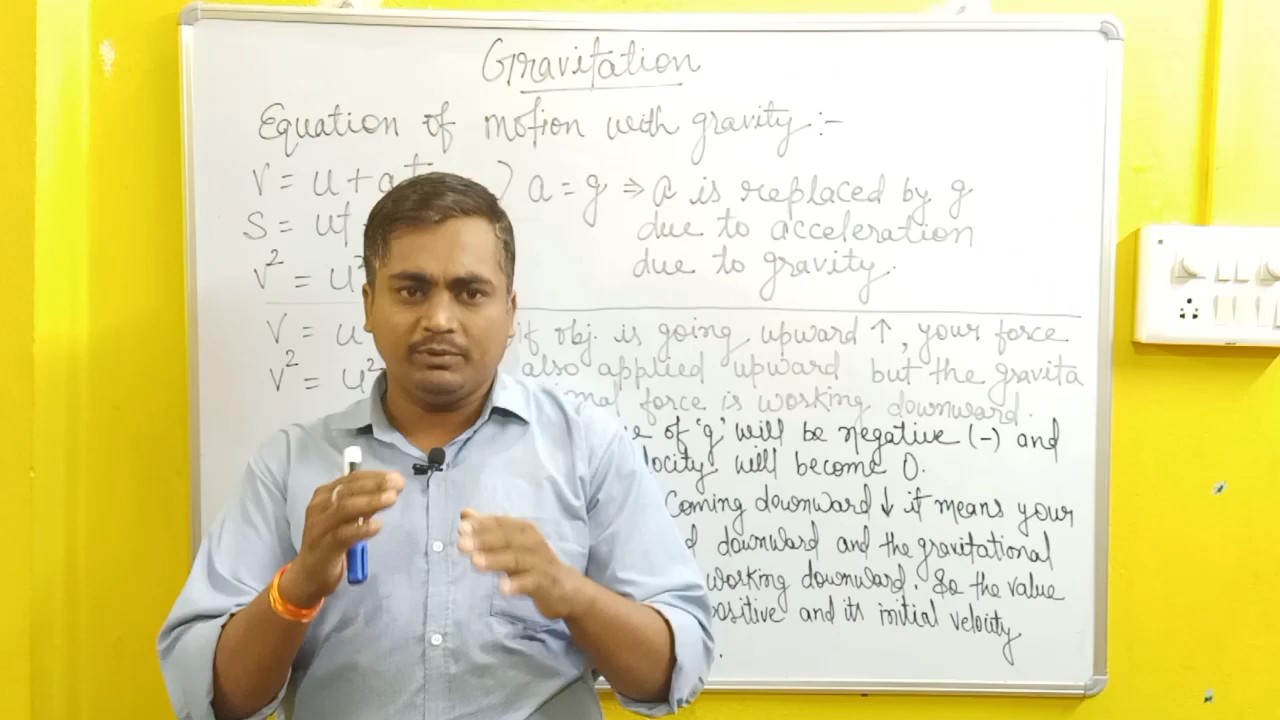 Gravitation
Equation of motion with gravity :-
V = u + at ) a = g ⇒ a is replaced by g
S = ut due to acceleration
v² = u² due to gravity.
V = u if obj. is going upward ↑, your force
v² = u² also applied upward but the gravita
nal force is working downward.
of 'g' will be negative (-) and
will become 0.
Coming downward ↓ it means your
downward and the gravitational
working downward. So the value
and its initial velocity